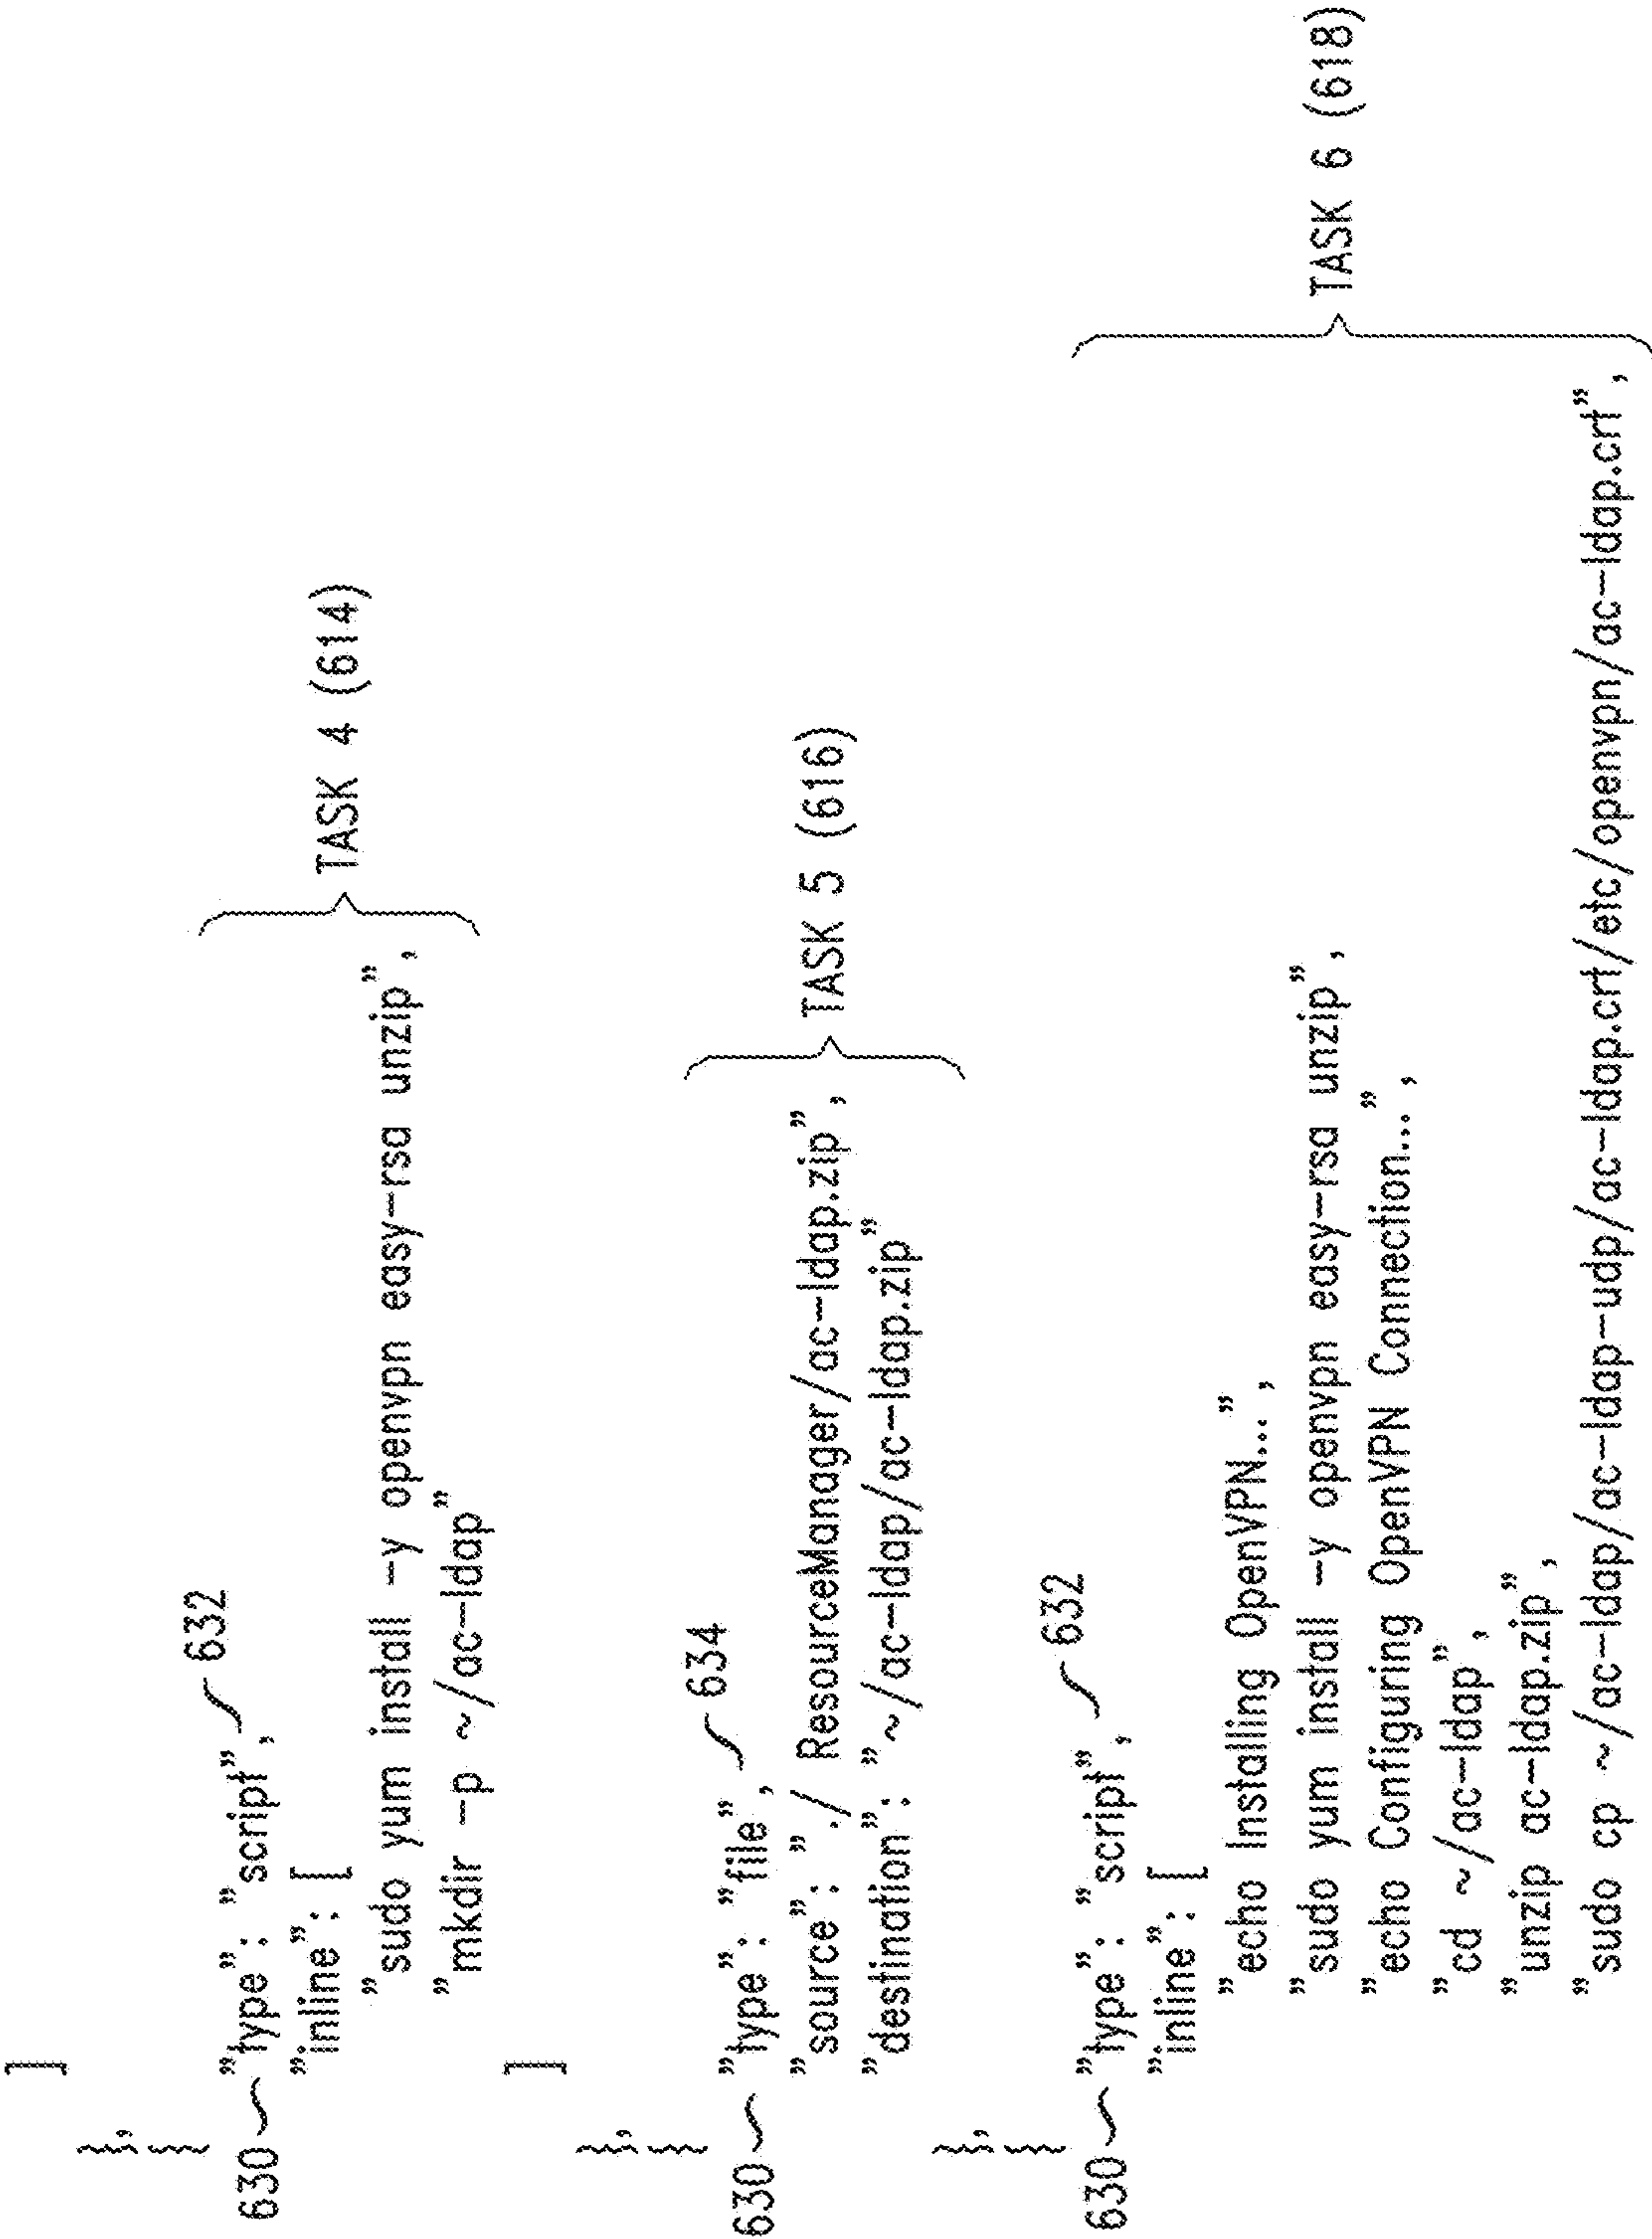 ]
},
{
630 "type": "script", 632
"inline": [
"sudo yum install -y openvpn easy-rsa unzip",
"mkdir -p ~/ac-ldap"
TASK 4 (614)
]
},
{
630 "type": "file", 634
"source": "./ ResourceManager/ac-ldap.zip",
"destination": "~/ac-ldap/ac-ldap.zip"
TASK 5 (616)
},
{
630 "type": "script", 632
"inline": [
"echo Installing OpenVPN...",
"sudo yum install -y openvpn easy-rsa unzip",
"echo Configuring OpenVPN Connection...",
"cd ~/ac-ldap",
"unzip ac-ldap.zip",
"sudo cp ~/ac-ldap/ac-ldap-udp/ac-ldap.crt/etc/openvpn/ac-ldap.crt",
TASK 6 (618)